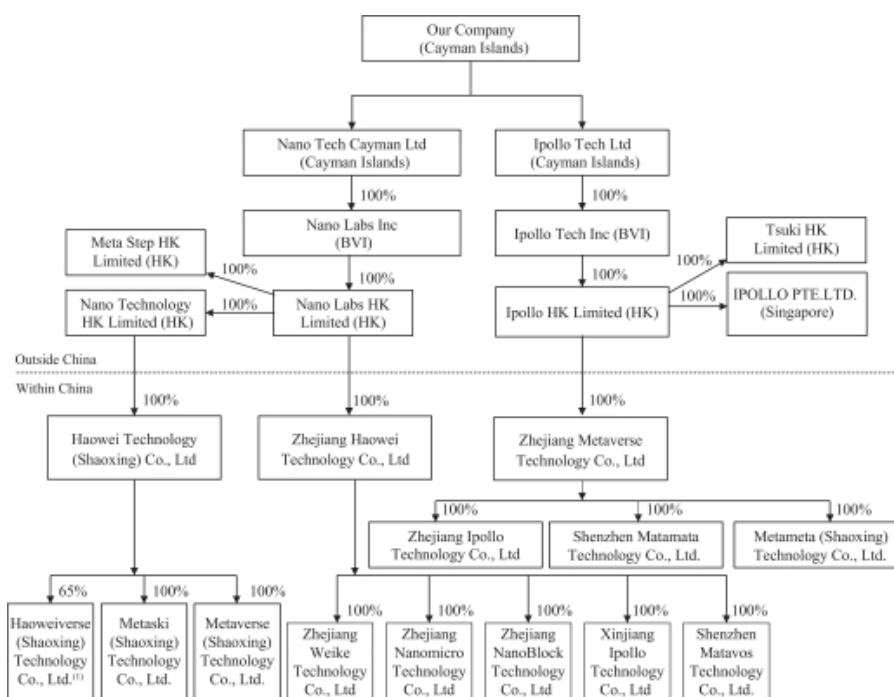 Our Company
(Cayman Islands)
Nano Tech Cayman Ltd
(Cayman Islands)
Ipollo Tech Ltd
(Cayman Islands)
100%
100%
Nano Labs Inc
(BVI)
Ipollo Tech Inc (BVI)
Tsuki HK
Limited (HK)
Meta Step HK
Limited (HK)
100%
100%
100%
100%
Nano Technology
HK Limited (HK)
100%
Nano Labs HK
Limited (HK)
Ipollo HK Limited (HK)
100%
IPOLLO PTE.LTD.
(Singapore)
Outside China
Within China
100%
100%
100%
Haowei Technology
(Shaoxing) Co., Ltd
Zhejiang Haowei
Technology Co., Ltd
Zhejiang Metaverse
Technology Co., Ltd
100%
100%
100%
Zhejiang Ipollo
Technology Co., Ltd
Shenzhen Matamata
Technology Co., Ltd.
Metameta (Shaoxing)
Technology Co., Ltd.
65%
100%
100%
100%
100%
100%
100%
100%
Haoweiverse
(Shaoxing)
Technology
Co., Ltd.(1)
Metaski
(Shaoxing)
Technology
Co., Ltd.
Metaverse
(Shaoxing)
Technology
Co., Ltd.
Zhejiang
Weike
Technology
Co., Ltd
Zhejiang
Nanomicro
Technology
Co., Ltd
Zhejiang
NanoBlock
Technology
Co., Ltd
Xinjiang
Ipollo
Technology
Co., Ltd
Shenzhen
Matavos
Technology
Co., Ltd.